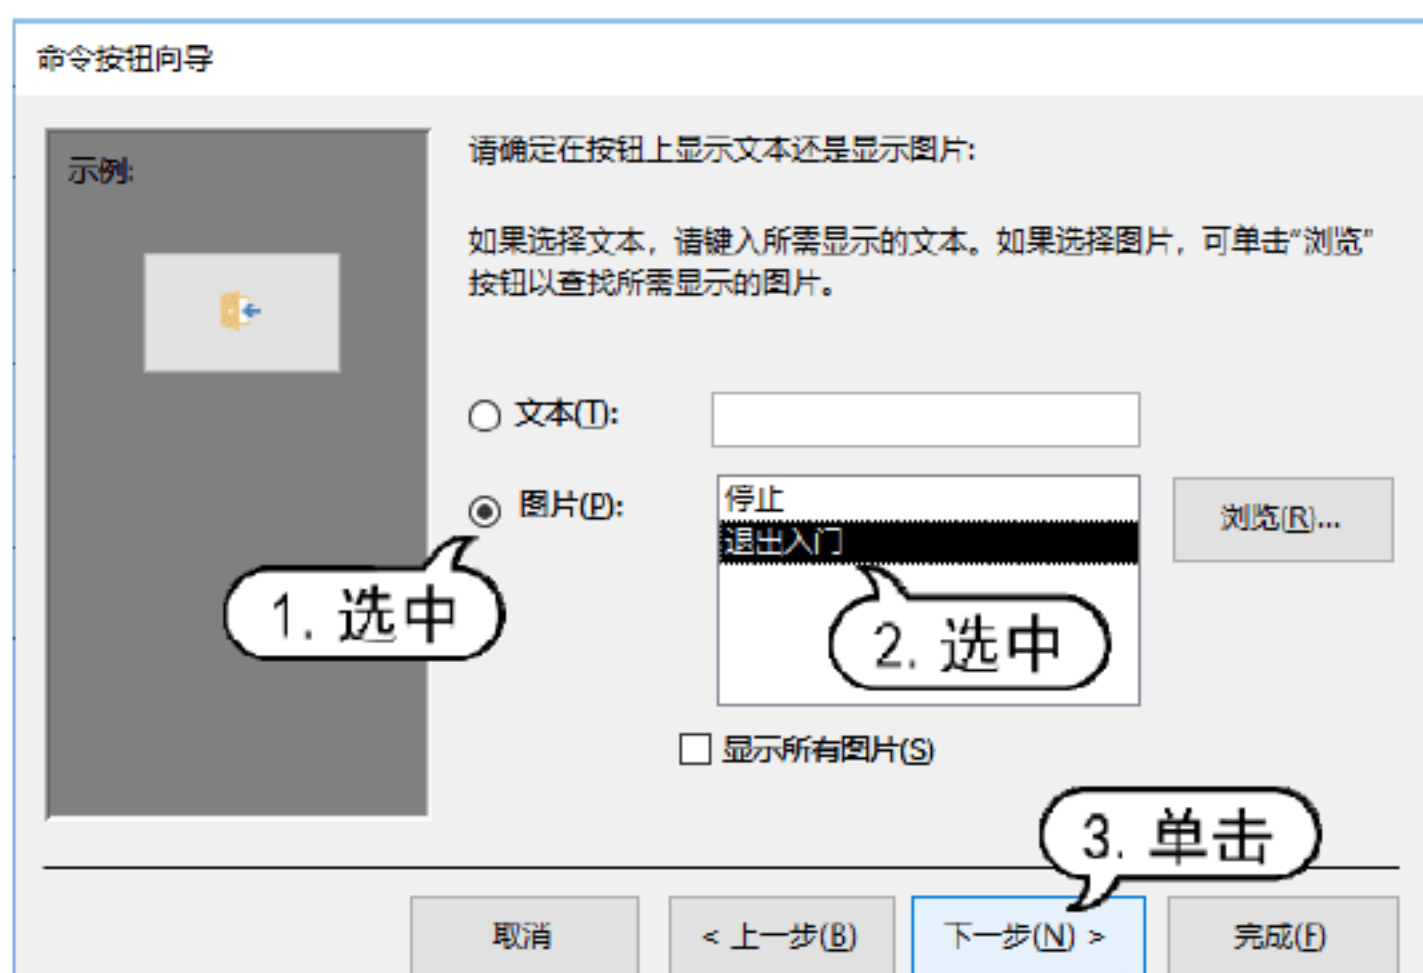 命令按钮向导
示例:
请确定在按钮上显示文本还是显示图片:
如果选择文本，请键入所需显示的文本。如果选择图片，可单击“浏览”
按钮以查找所需显示的图片。
文本(T):
图片(P):
停止
退出入门
浏览(R)...
1. 选中
2. 选中
显示所有图片(S)
3. 单击
取消
< 上一步(B)
下一步(N) >
完成(F)